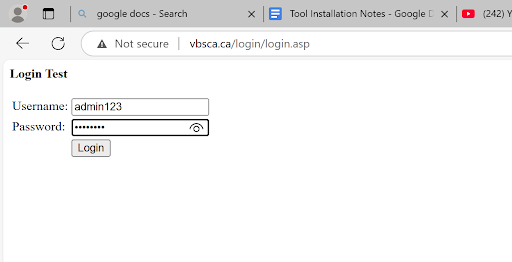 google docs - Search
Tool Installation Notes - Google D
(242) Y
Not secure
vbsca.ca/login/login.asp
Login Test
Username: admin123
Password: ••••••••
Login